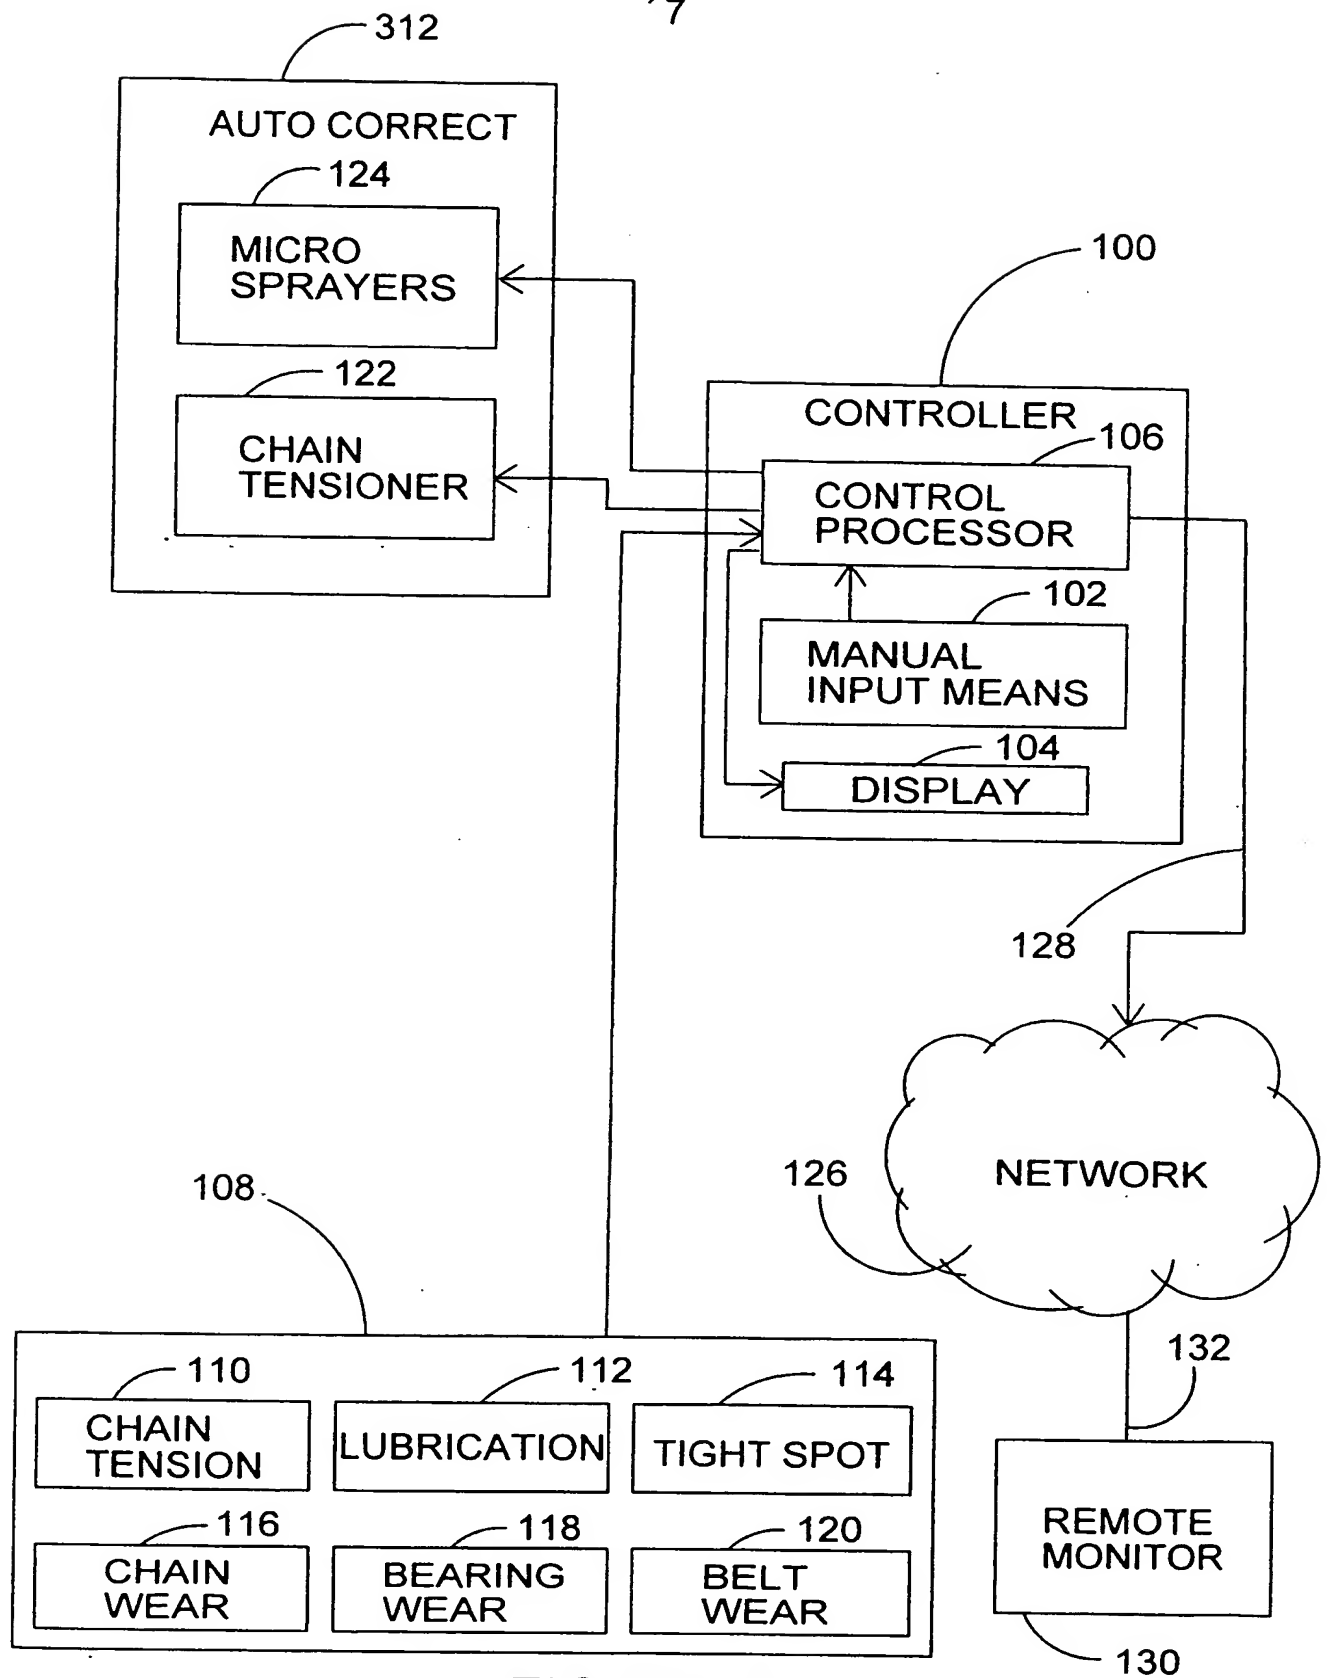 312
AUTO CORRECT
124
MICRO
SPRAYERS
122
CHAIN
TENSIONER
100
CONTROLLER
106
CONTROL
PROCESSOR
102
MANUAL
INPUT MEANS
104
DISPLAY
128
NETWORK
126
108
110
CHAIN
TENSION
112
LUBRICATION
114
TIGHT SPOT
116
CHAIN
WEAR
118
BEARING
WEAR
120
BELT
WEAR
132
REMOTE
MONITOR
130